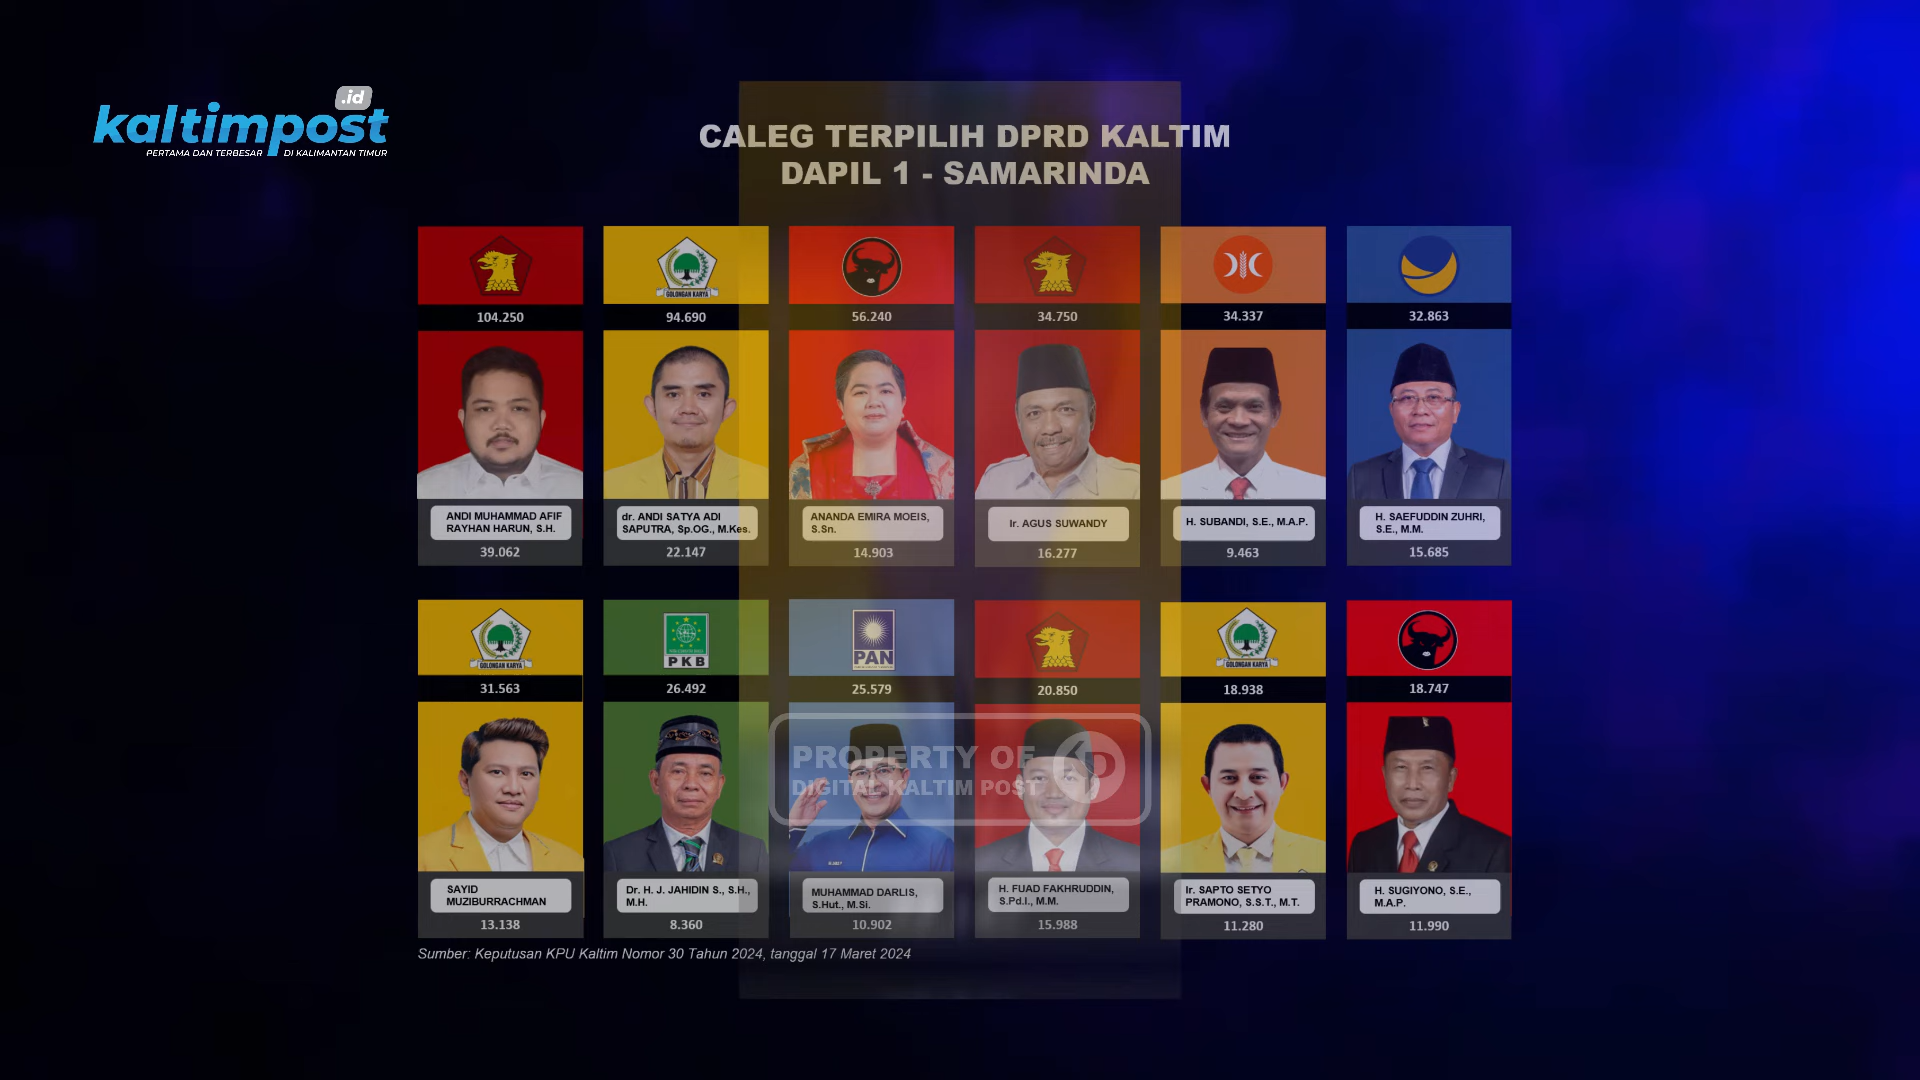 .id
kaltimpost
PERTAMA DAN TERBESAR DI KALIMANTAN TIMUR
CALEG TERPILIH DPRD KALTIM
DAPIL 1 - SAMARINDA
GOLONGAN KARYA
104.250 94.690 56.240 34.750 34.337 32.863
ANDI MUHAMMAD AFIF
RAYHAN HARUN, S.H.
39.062
dr. ANDI SATYA ADI
SAPUTRA, Sp.OG., M.Kes.
22.147
ANANDA EMIRA MOEIS,
S.Sn.
14.903
Ir. AGUS SUWANDY
16.277
H. SUBANDI, S.E., M.A.P.
9.463
H. SAEFUDDIN ZUHRI,
S.E., M.M.
15.685
GOLONGAN KARYA
PKB
PAN
GOLONGAN KARYA
31.563 26.492 25.579 20.850 18.938 18.747
PROPERTY OF
DIGITAL KALTIM POST
SAYID
MUZIBURRACHMAN
13.138
Dr. H. J. JAHIDIN S., S.H.,
M.H.
8.360
MUHAMMAD DARLIS,
S.Hut., M.Si.
10.902
H. FUAD FAKHRUDDIN,
S.Pd.I., M.M.
15.988
Ir. SAPTO SETYO
PRAMONO, S.S.T., M.T.
11.280
H. SUGIYONO, S.E.,
M.A.P.
11.990
Sumber: Keputusan KPU Kaltim Nomor 30 Tahun 2024, tanggal 17 Maret 2024